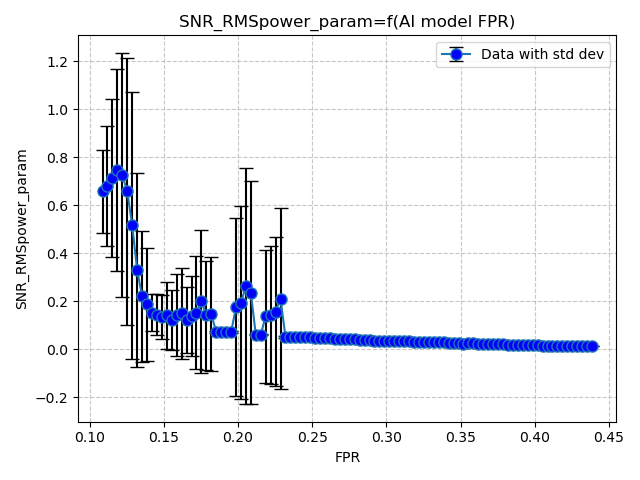 SNR_RMSpower_param=f(AI model FPR)
Data with std dev
SNR_RMSpower_param
1.2
1.0
0.8
0.6
0.4
0.2
0.0
−0.2
0.10 0.15 0.20 0.25 0.30 0.35 0.40 0.45
FPR